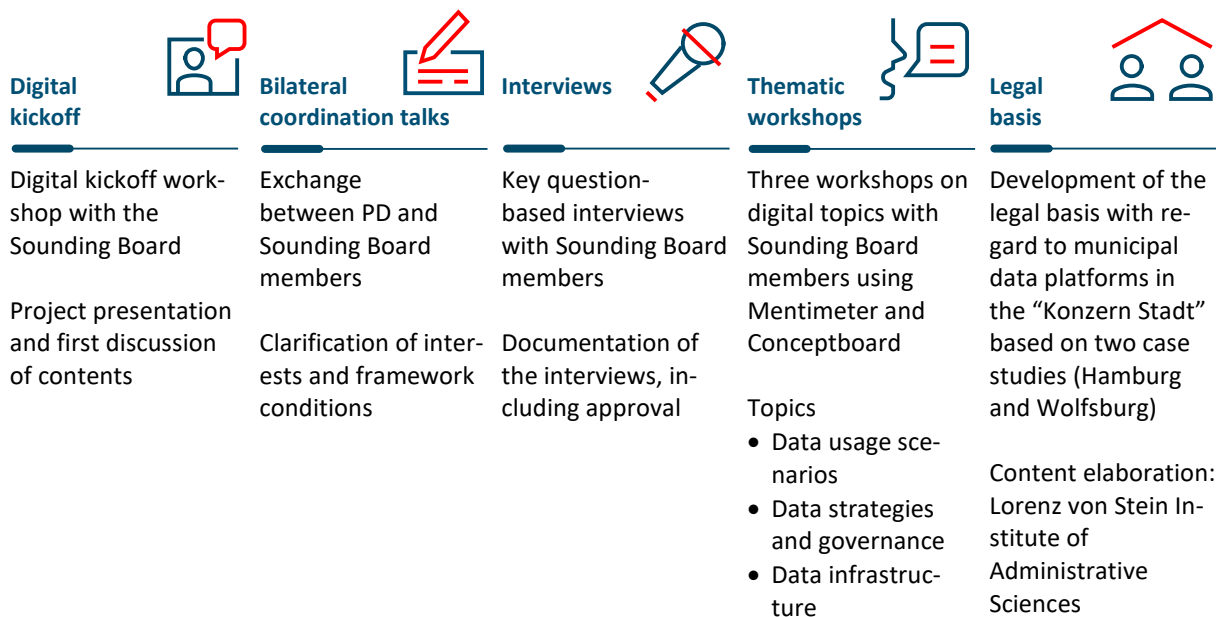 Digital
kickoff
Digital kickoff work-
shop with the
Sounding Board
Project presentation
and first discussion
of contents
Bilateral
coordination talks
Exchange
between PD and
Sounding Board
members
Clarification of inter-
ests and framework
conditions
Interviews
Key question-
based interviews
with Sounding Board
members
Documentation of
the interviews, in-
cluding approval
Thematic
workshops
Three workshops on
digital topics with
Sounding Board
members using
Mentimeter and
Conceptboard
Topics
• Data usage sce-
narios
• Data strategies
and governance
• Data infrastruc-
ture
Legal
basis
Development of the
legal basis with re-
gard to municipal
data platforms in
the “Konzern Stadt”
based on two case
studies (Hamburg
and Wolfsburg)
Content elaboration:
Lorenz von Stein In-
stitute of
Administrative
Sciences